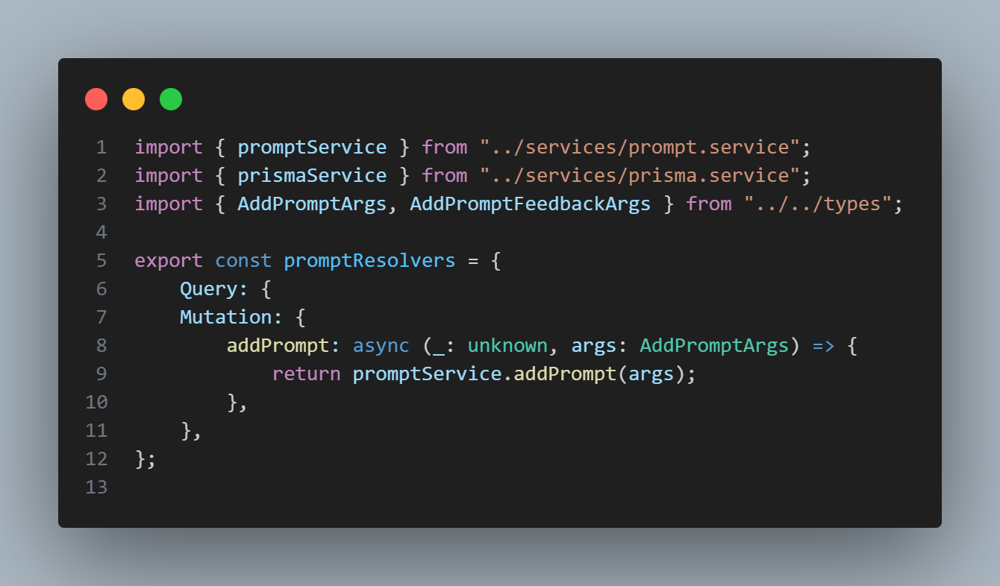 1 import { promptService } from "../services/prompt.service";
2 import { prismaService } from "../services/prisma.service";
3 import { AddPromptArgs, AddPromptFeedbackArgs } from "../../types";
4
5 export const promptResolvers = {
6     Query: {
7     Mutation: {
8         addPrompt: async (_: unknown, args: AddPromptArgs) => {
9             return promptService.addPrompt(args);
10         },
11     },
12 };
13